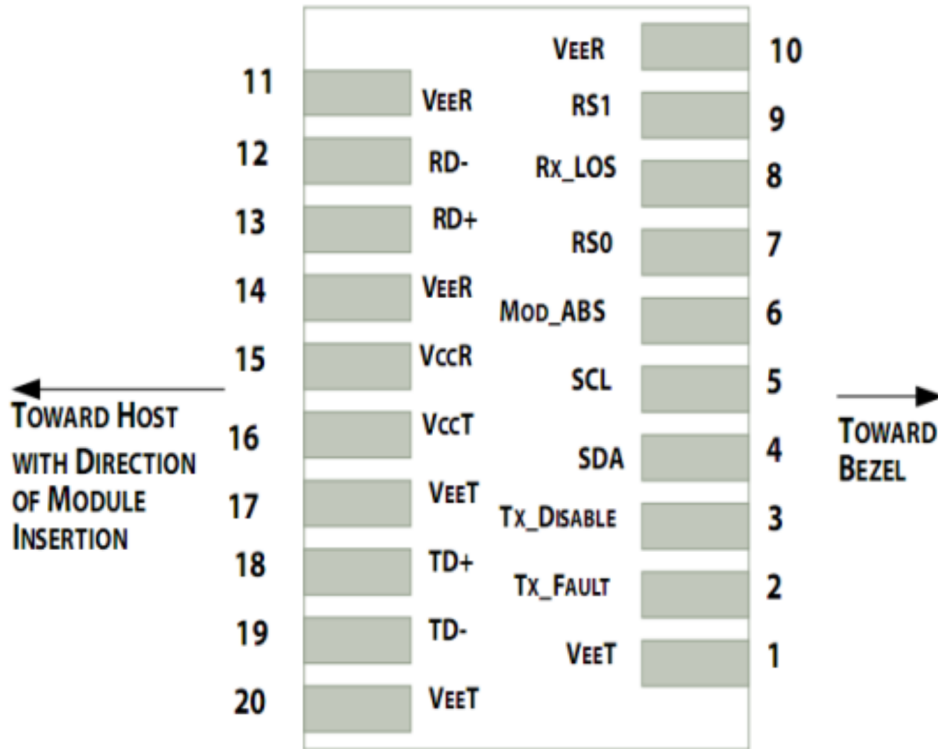 VEER 10
11 VEER
RS1 9
12 RD-
Rx_LOS 8
13 RD+
RS0 7
14 VEER
MOD_ABS 6
15 VCCR
SCL 5
TOWARD HOST
WITH DIRECTION
OF MODULE
INSERTION
16 VCCT
TOWARD
BEZEL
SDA 4
17 VEET
TX_DISABLE 3
18 TD+
TX_FAULT 2
19 TD-
VEET 1
20 VEET